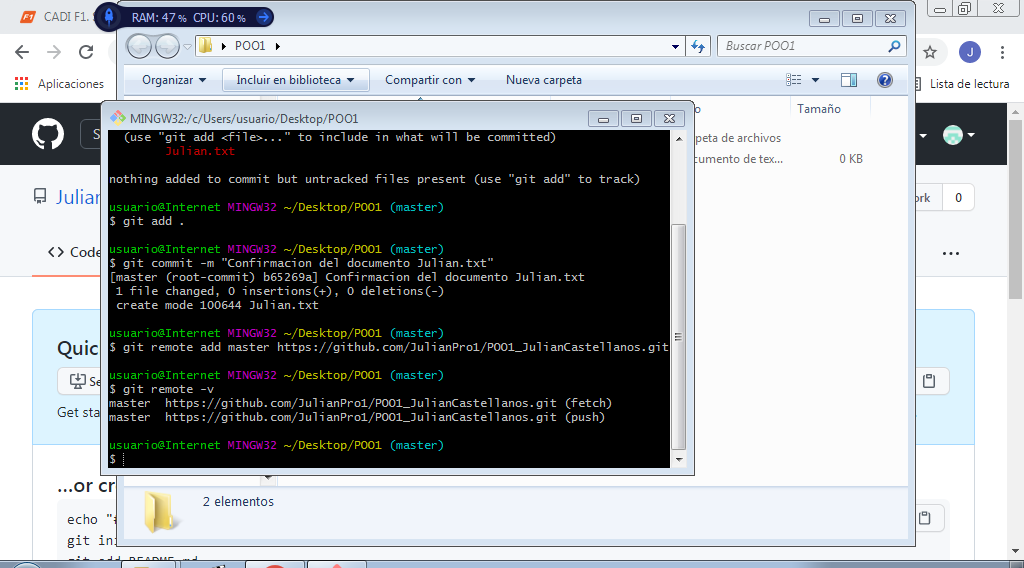 CADI F1. S
RAM: 47% CPU: 60%
POO1
Buscar POO1
Organizar
Incluir en biblioteca
Compartir con
Nueva carpeta
Aplicaciones
J
Lista de lectura
Tamaño
peta de archivos
cumento de tex...
0 KB
MINGW32:/c/Users/usuario/Desktop/POO1
(use "git add <file>..." to include in what will be committed)
Julian.txt
nothing added to commit but untracked files present (use "git add" to track)
usuario@Internet MINGW32 ~/Desktop/POO1 (master)
$ git add .
usuario@Internet MINGW32 ~/Desktop/POO1 (master)
$ git commit -m "Confirmacion del documento Julian.txt"
[master (root-commit) b65269a] Confirmacion del documento Julian.txt
1 file changed, 0 insertions(+), 0 deletions(-)
create mode 100644 Julian.txt
usuario@Internet MINGW32 ~/Desktop/POO1 (master)
$ git remote add master https://github.com/JulianPro1/POO1_JulianCastellanos.git
usuario@Internet MINGW32 ~/Desktop/POO1 (master)
$ git remote -v
master https://github.com/JulianPro1/POO1_JulianCastellanos.git (fetch)
master https://github.com/JulianPro1/POO1_JulianCastellanos.git (push)
usuario@Internet MINGW32 ~/Desktop/POO1 (master)
$
Julian
ork 0
<> Code
...
Quic
Se
Get sta
2 elementos
...or cr
echo "#
git ini
git add README.md